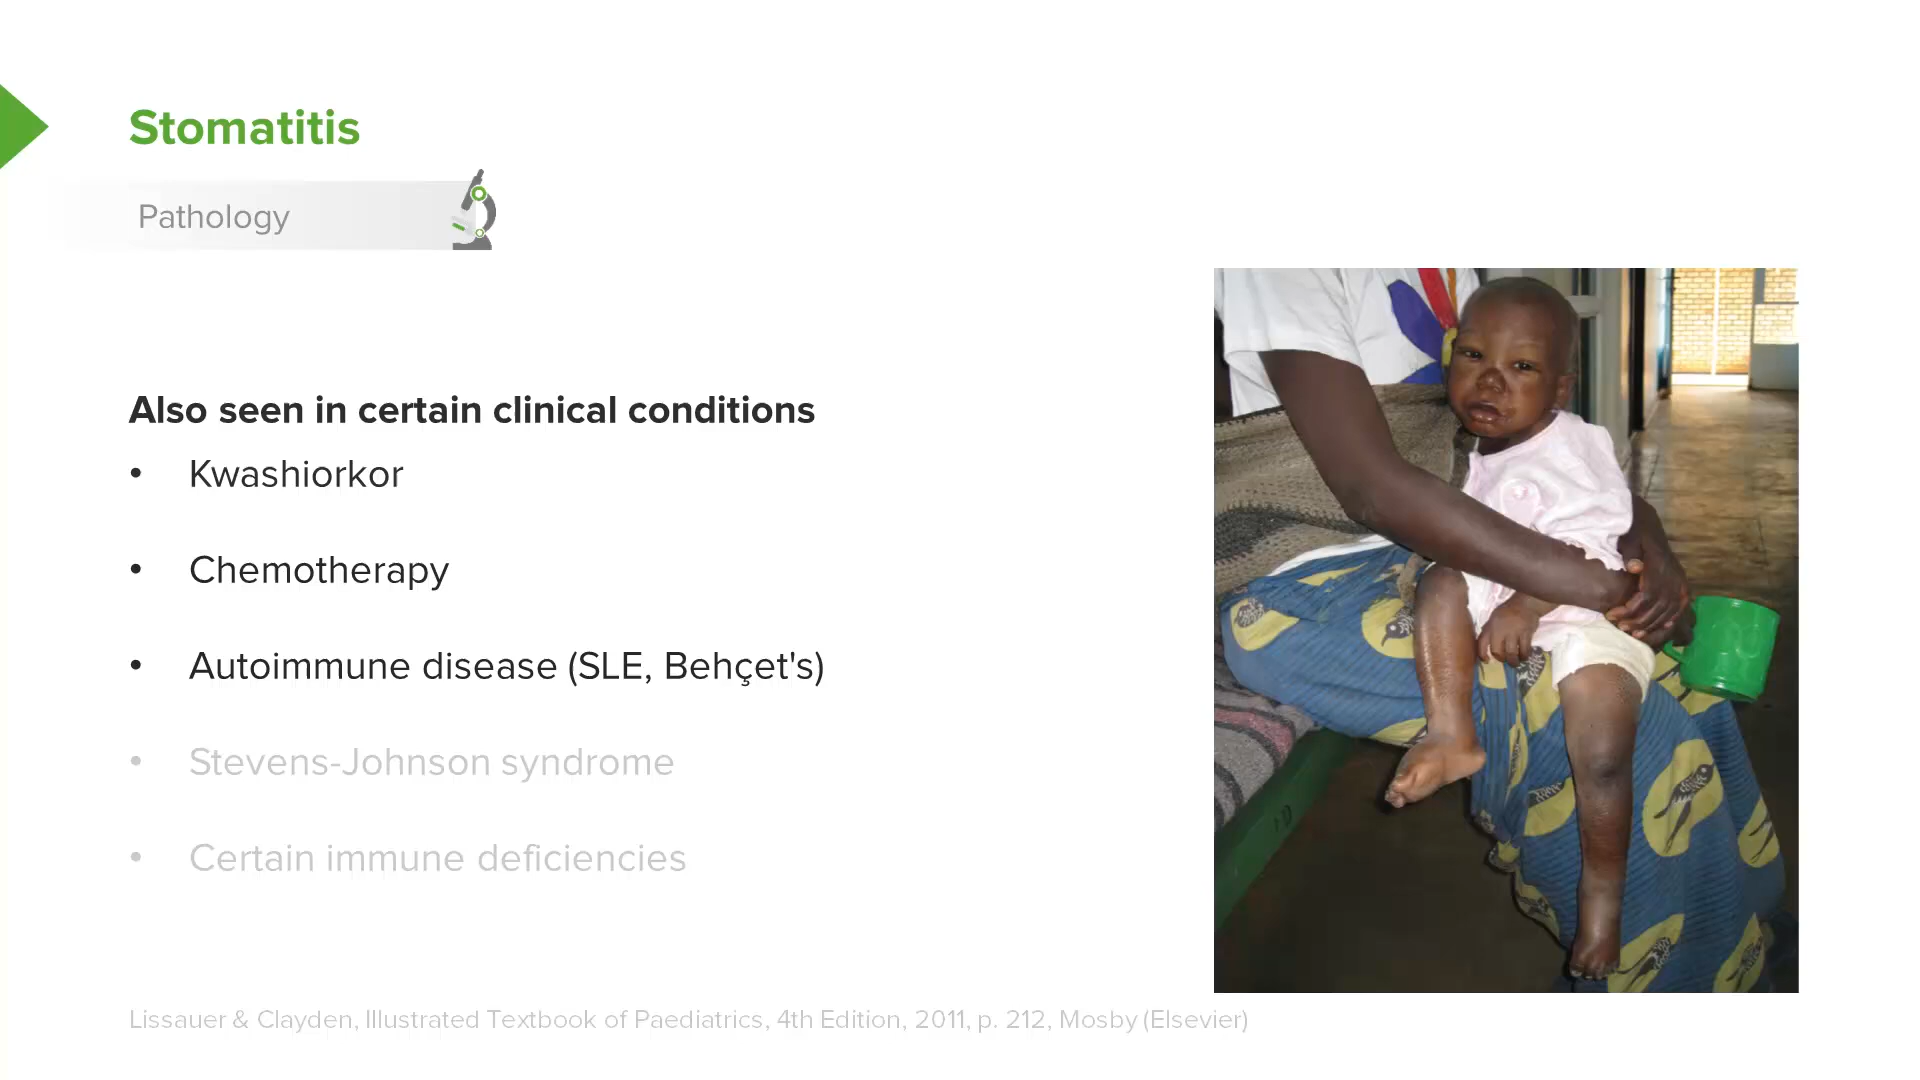 Stomatitis
Pathology
Also seen in certain clinical conditions
• Kwashiorkor
• Chemotherapy
• Autoimmune disease (SLE, Behçet's)
• Stevens-Johnson syndrome
• Certain immune deficiencies
Lissauer & Clayden, Illustrated Textbook of Paediatrics, 4th Edition, 2011, p. 212, Mosby (Elsevier)